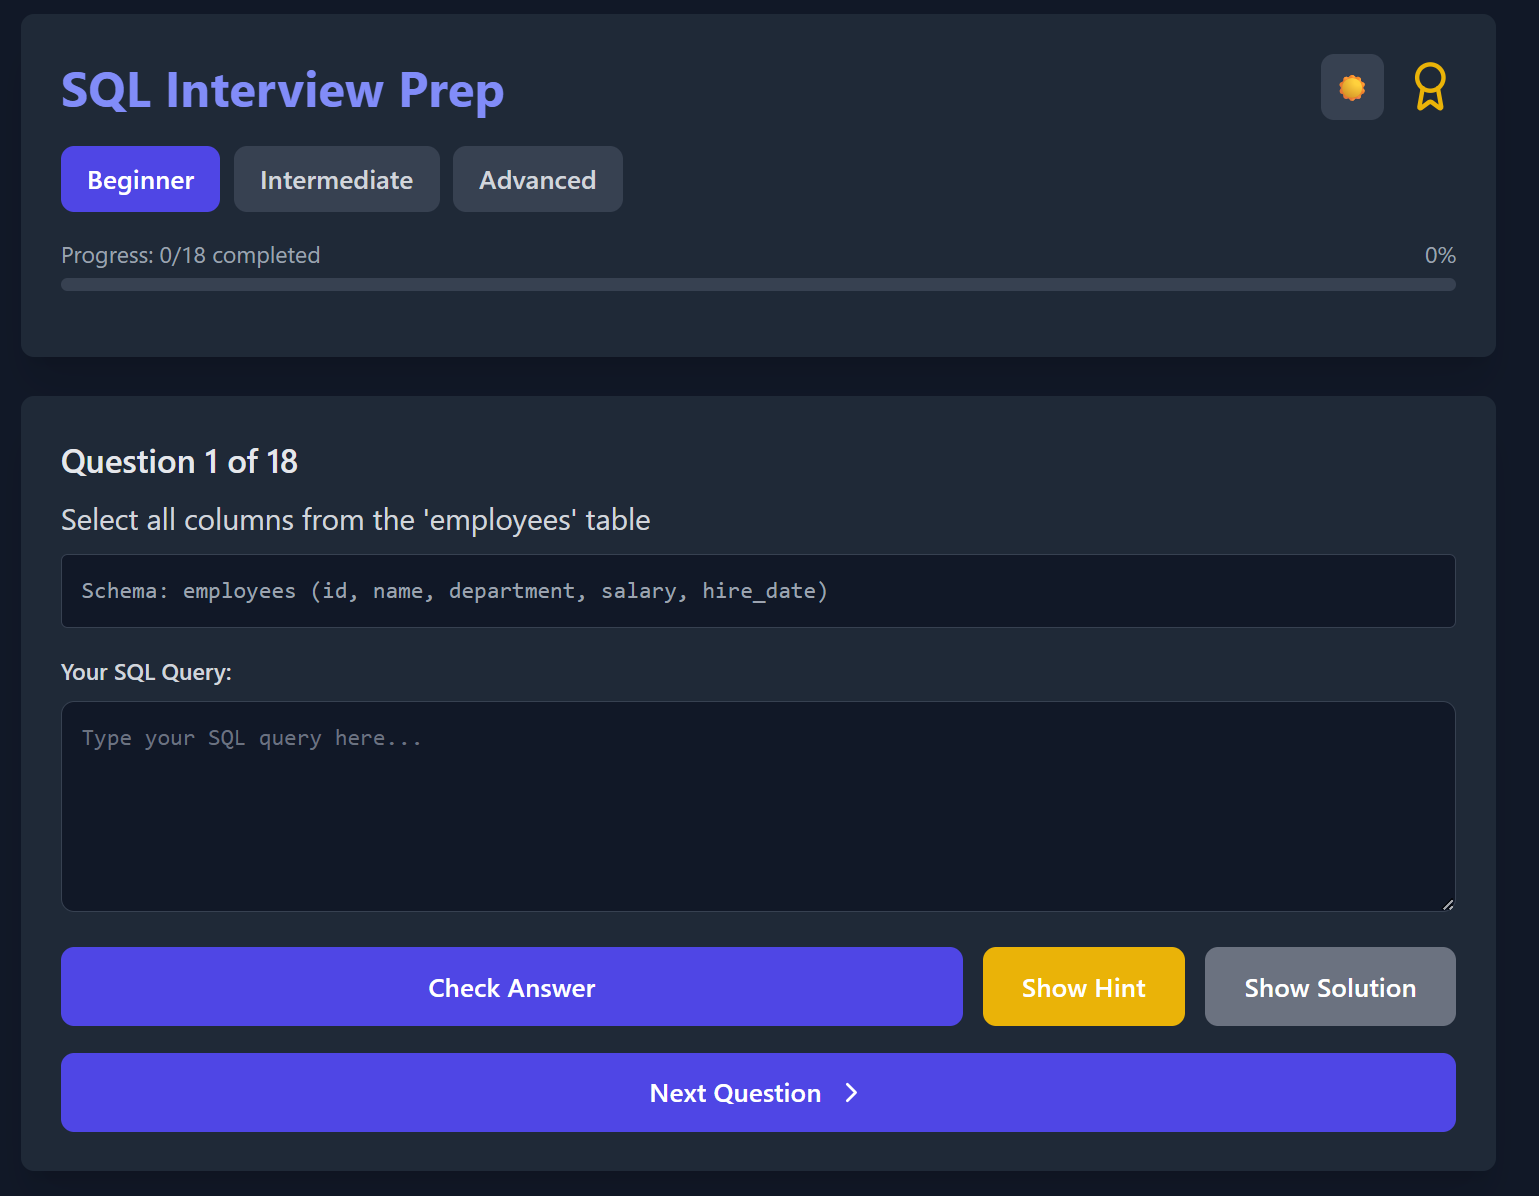 SQL Interview Prep
Beginner Intermediate Advanced
Progress: 0/18 completed 0%
Question 1 of 18
Select all columns from the 'employees' table
Schema: employees (id, name, department, salary, hire_date)
Your SQL Query:
Type your SQL query here...
Check Answer Show Hint Show Solution
Next Question